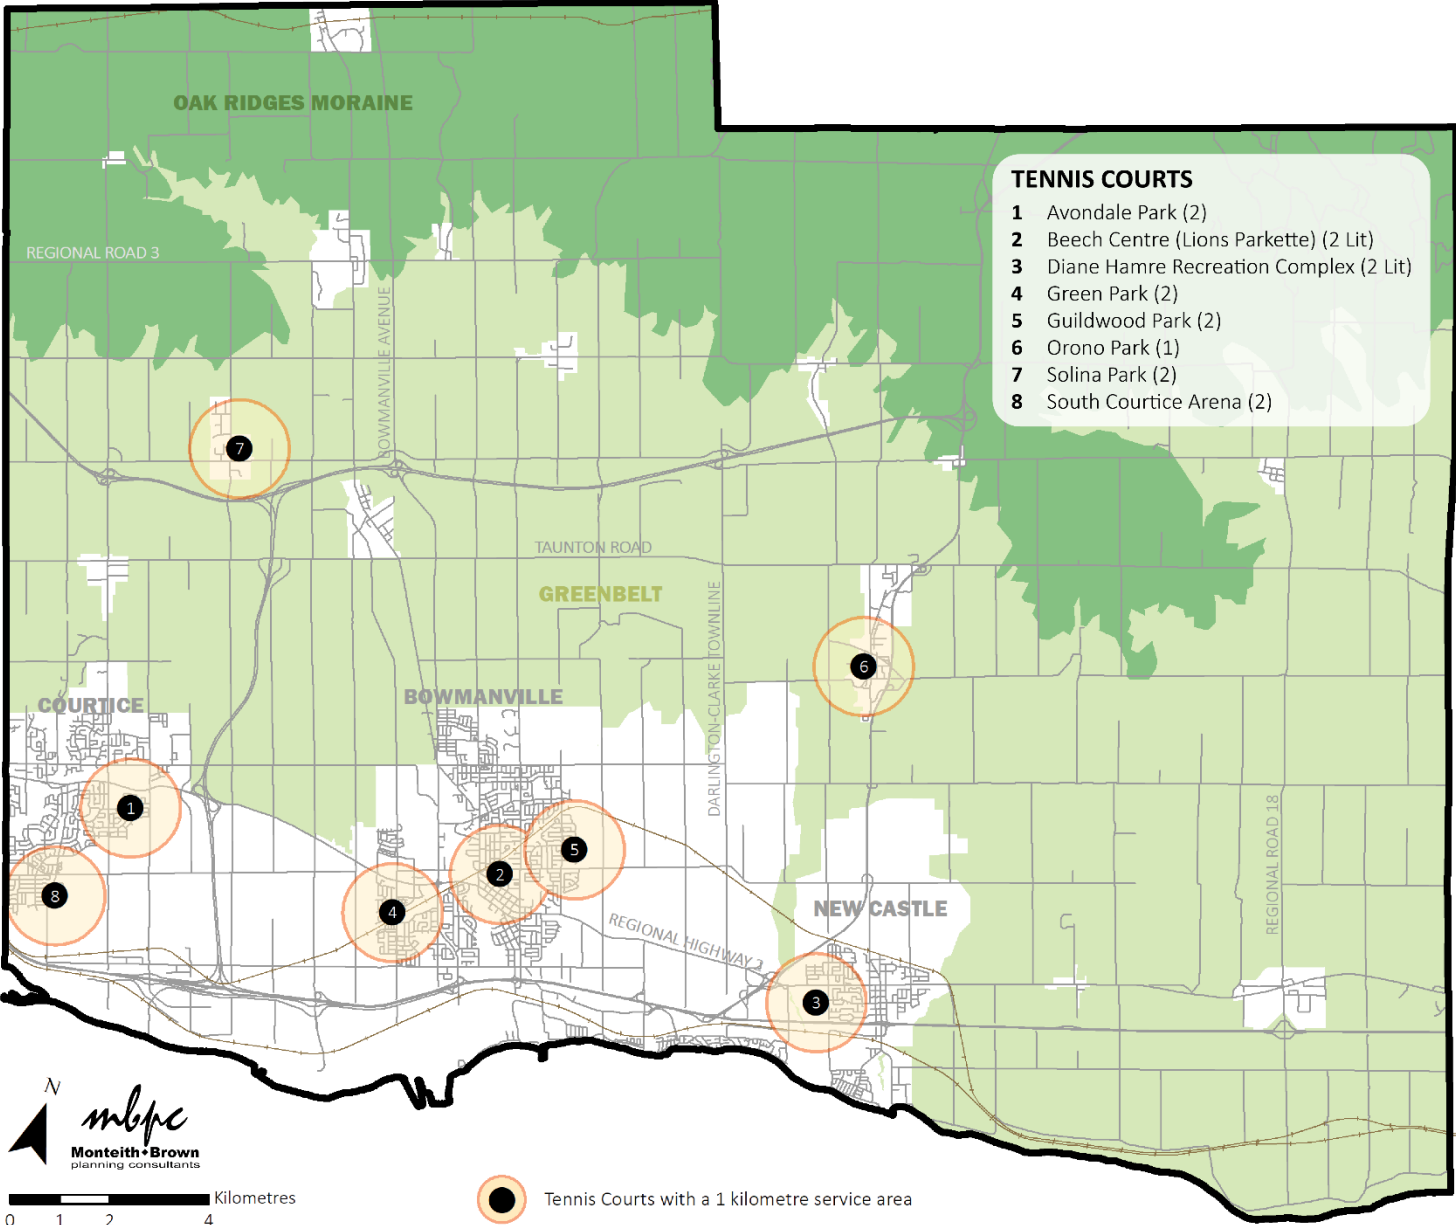 OAK RIDGES MORAINE
TENNIS COURTS
1 Avondale Park (2)
2 Beech Centre (Lions Parkette) (2 Lit)
3 Diane Hamre Recreation Complex (2 Lit)
4 Green Park (2)
5 Guildwood Park (2)
6 Orono Park (1)
7 Solina Park (2)
8 South Courtice Arena (2)
REGIONAL ROAD 3
BOWMANVILLE AVENUE
7
TAUNTON ROAD
GREENBELT
DARLINGTON-CLARKE TOWNLINE
6
COURTICE
BOWMANVILLE
1
5
2
8
4
REGIONAL ROAD 18
NEWCASTLE
REGIONAL HIGHWAY 2
3
N
mbpc
Monteith Brown
planning consultants
Kilometres
0 1 2 4
Tennis Courts with a 1 kilometre service area